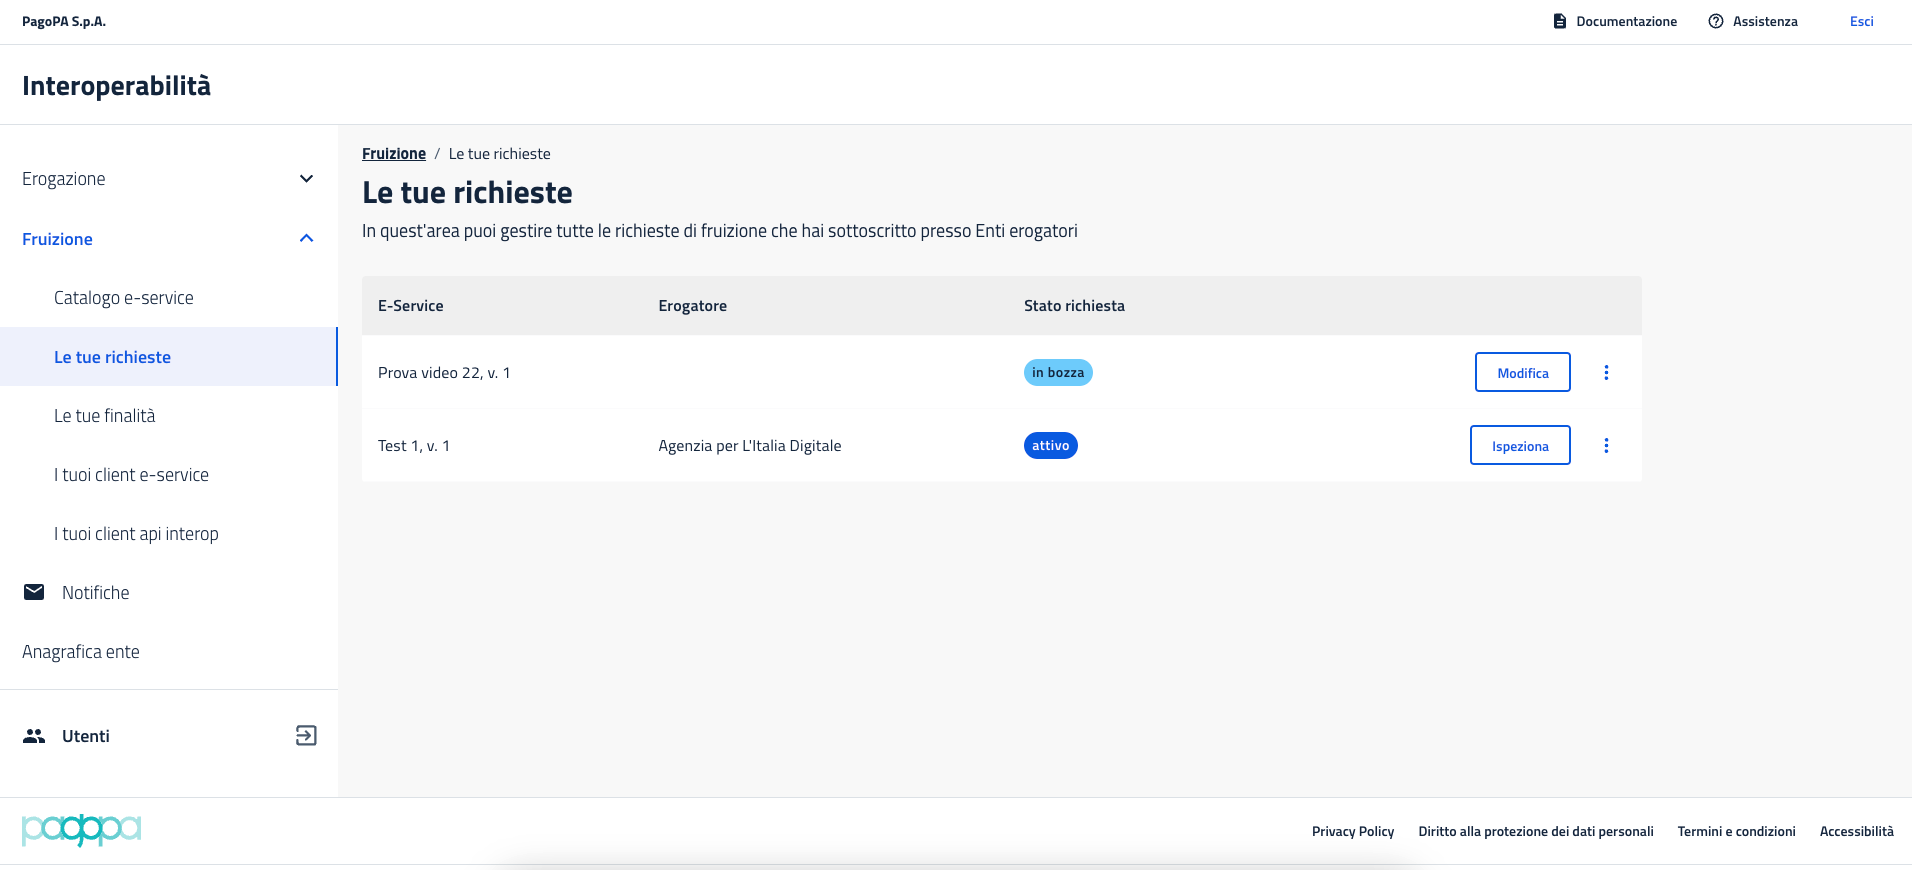 PagoPA S.p.A.
Documentazione
Assistenza
Esci
Interoperabilità
Erogazione
Fruizione
Catalogo e-service
Le tue richieste
Le tue finalità
I tuoi client e-service
I tuoi client api interop
Notifiche
Anagrafica ente
Utenti
Fruizione / Le tue richieste
Le tue richieste
In quest'area puoi gestire tutte le richieste di fruizione che hai sottoscritto presso Enti erogatori
E-Service Erogatore Stato richiesta
Prova video 22, v. 1 in bozza Modifica
Test 1, v. 1 Agenzia per L'Italia Digitale attivo Ispeziona
pagopa
Privacy Policy Diritto alla protezione dei dati personali Termini e condizioni Accessibilità